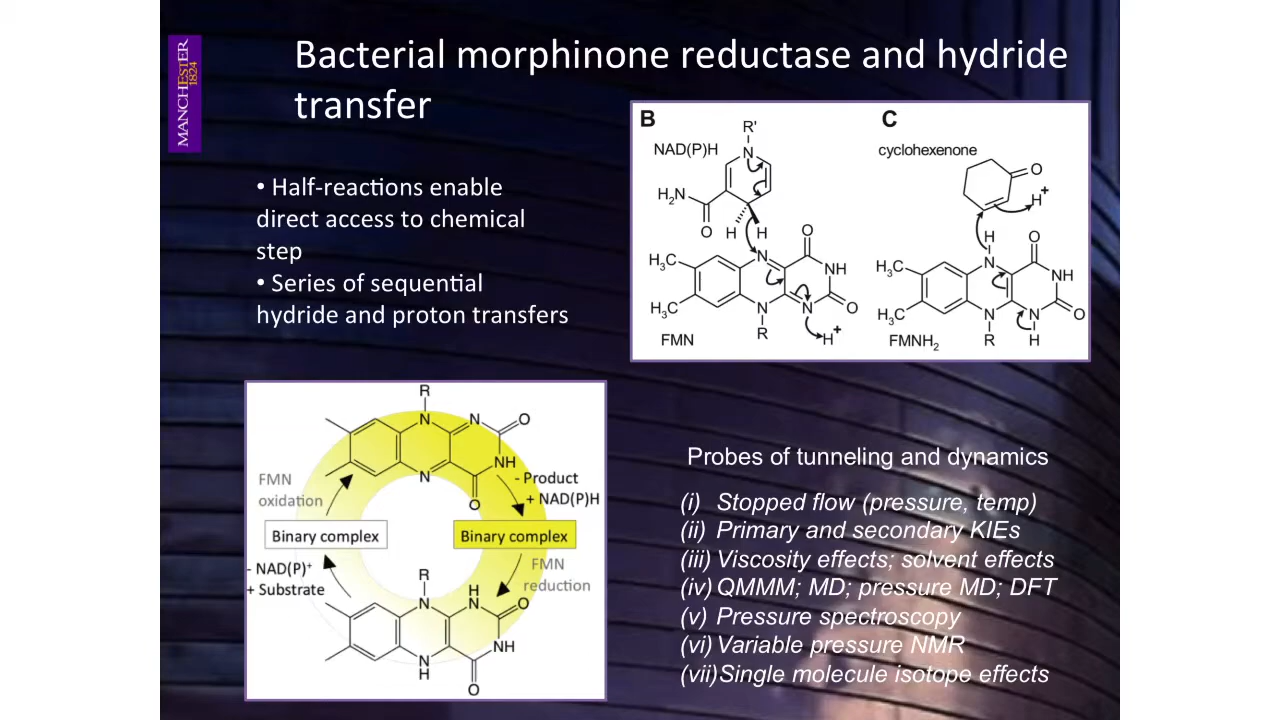 Bacterial morphinone reductase and hydride
transfer
MANCHESTER
1824
• Half-reactions enable
direct access to chemical
step
• Series of sequential
hydride and proton transfers
B
R'
NAD(P)H
N
H₂N
O
H H
O
H₃C
N
NH
H₃C
N
N
O
R
H⁺
FMN
C
cyclohexenone
O
H⁺
H
O
H₃C
N
NH
H₃C
N
N
O
R
H
FMNH₂
R
N
N
O
NH
N
O
FMN
oxidation
- Product
+ NAD(P)H
Binary complex
Binary complex
- NAD(P)⁺
+ Substrate
FMN
reduction
R
H
N
N
O
NH
N
H
O
Probes of tunneling and dynamics
(i) Stopped flow (pressure, temp)
(ii) Primary and secondary KIEs
(iii) Viscosity effects; solvent effects
(iv) QMMM; MD; pressure MD; DFT
(v) Pressure spectroscopy
(vi) Variable pressure NMR
(vii)Single molecule isotope effects